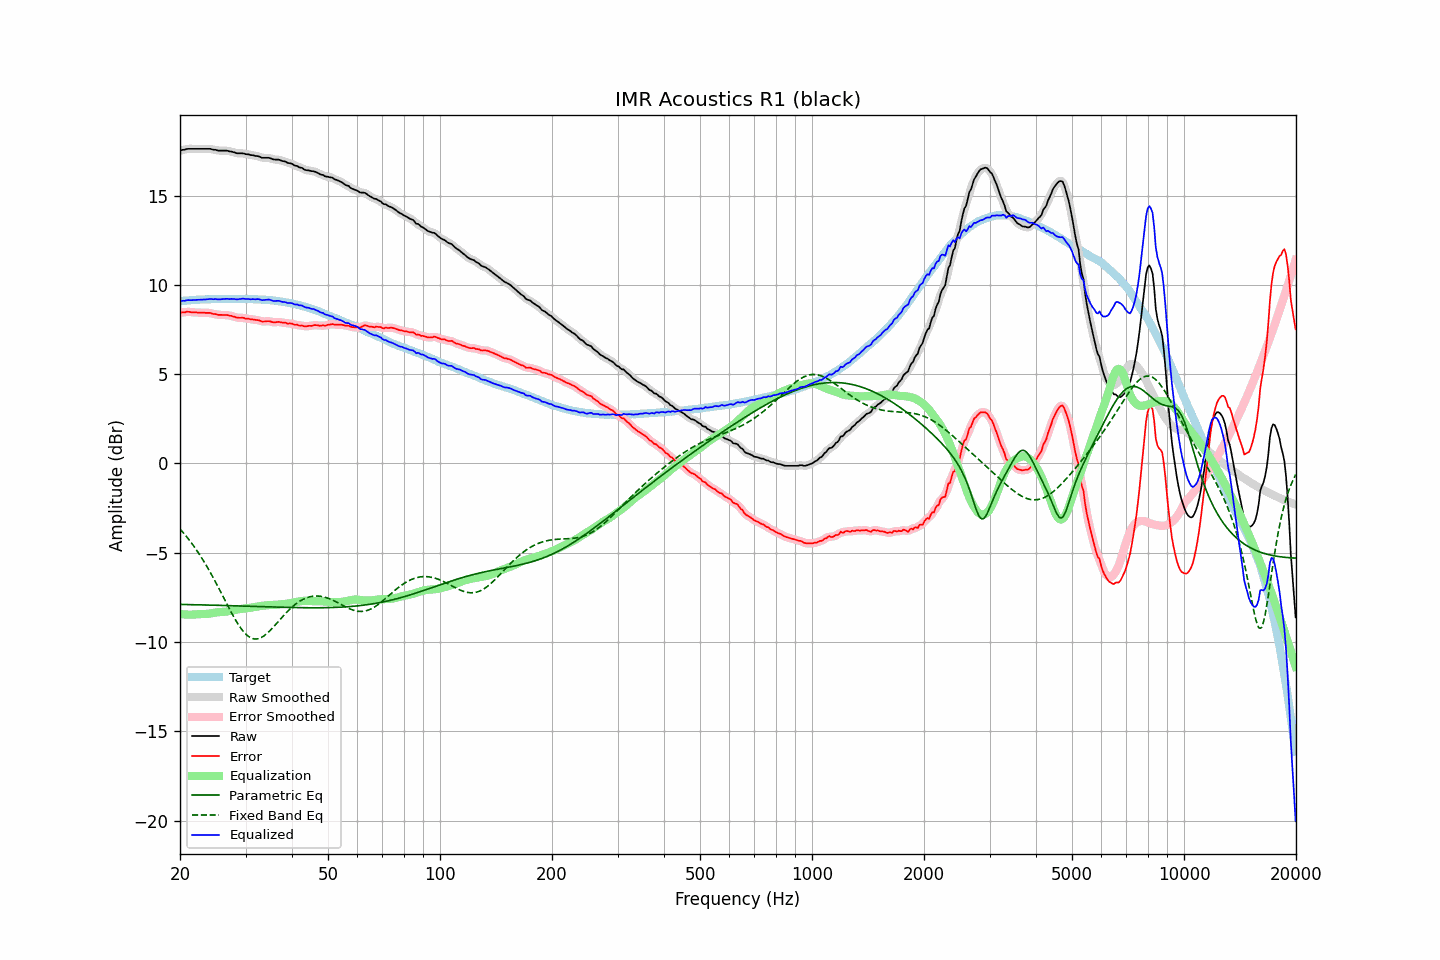 IMR Acoustics R1 (black)
Amplitude (dBr)
15
10
5
0
−5
−10
−15
−20
Target
Raw Smoothed
Error Smoothed
Raw
Error
Equalization
Parametric Eq
Fixed Band Eq
Equalized
20 50 100 200 500 1000 2000 5000 10000 20000
Frequency (Hz)